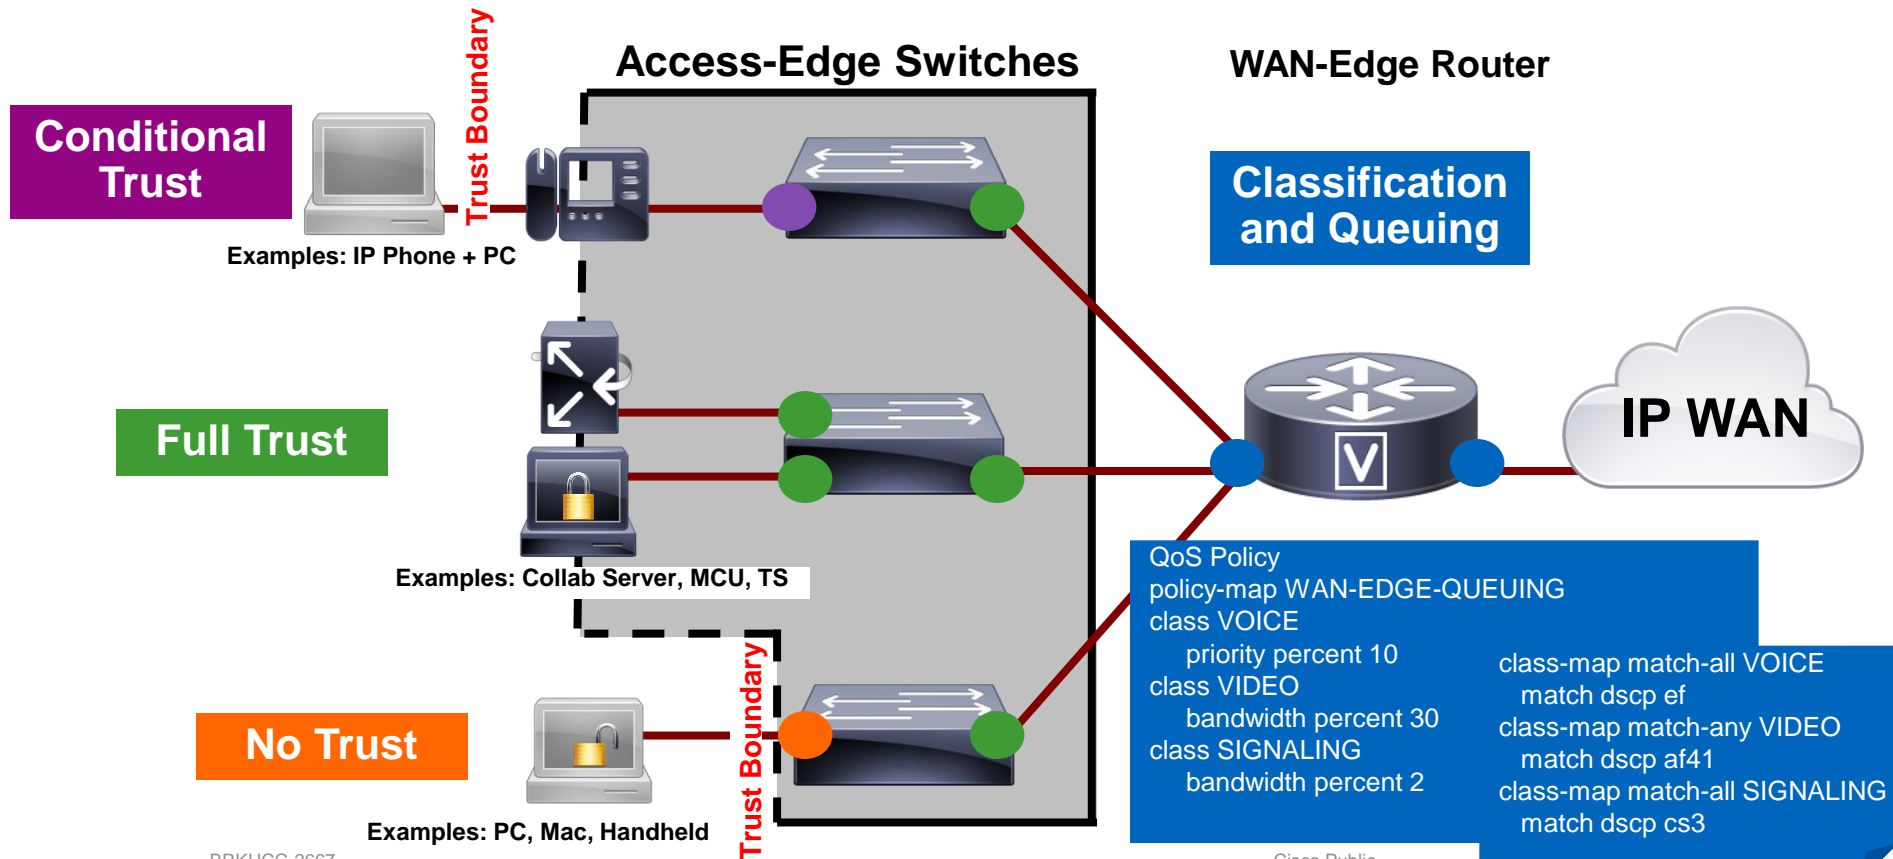 Access-Edge Switches
WAN-Edge Router
Conditional
Trust
Trust Boundary
Examples: IP Phone + PC
Classification
and Queuing
Full Trust
IP WAN
V
Examples: Collab Server, MCU, TS
No Trust
Trust Boundary
Examples: PC, Mac, Handheld
QoS Policy
policy-map WAN-EDGE-QUEUING
class VOICE
priority percent 10
class VIDEO
bandwidth percent 30
class SIGNALING
bandwidth percent 2
class-map match-all VOICE
match dscp ef
class-map match-any VIDEO
match dscp af41
class-map match-all SIGNALING
match dscp cs3
BRKUCC-2667
Cisco Public